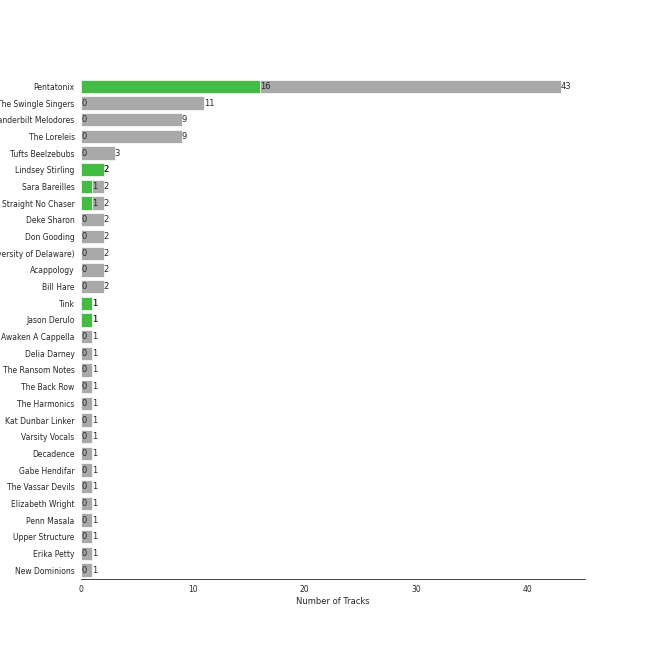 Pentatonix 16 43
The Swingle Singers 0 11
Vanderbilt Melodores 0 9
The Loreleis 0 9
Tufts Beelzebubs 0 3
Lindsey Stirling 2
Sara Bareilles 1 2
Straight No Chaser 1 2
Deke Sharon 0 2
Don Gooding 0 2
of Delaware) 0 2
Acappology 0 2
Bill Hare 0 2
Tink 1
Jason Derulo 1
Awaken A Cappella 0 1
Delia Darney 0 1
The Ransom Notes 0 1
The Back Row 0 1
The Harmonics 0 1
Kat Dunbar Linker 0 1
Varsity Vocals 0 1
Decadence 0 1
Gabe Hendifar 0 1
The Vassar Devils 0 1
Elizabeth Wright 0 1
Penn Masala 0 1
Upper Structure 0 1
Erika Petty 0 1
New Dominions 0 1
0 10 20 30 40
Number of Tracks